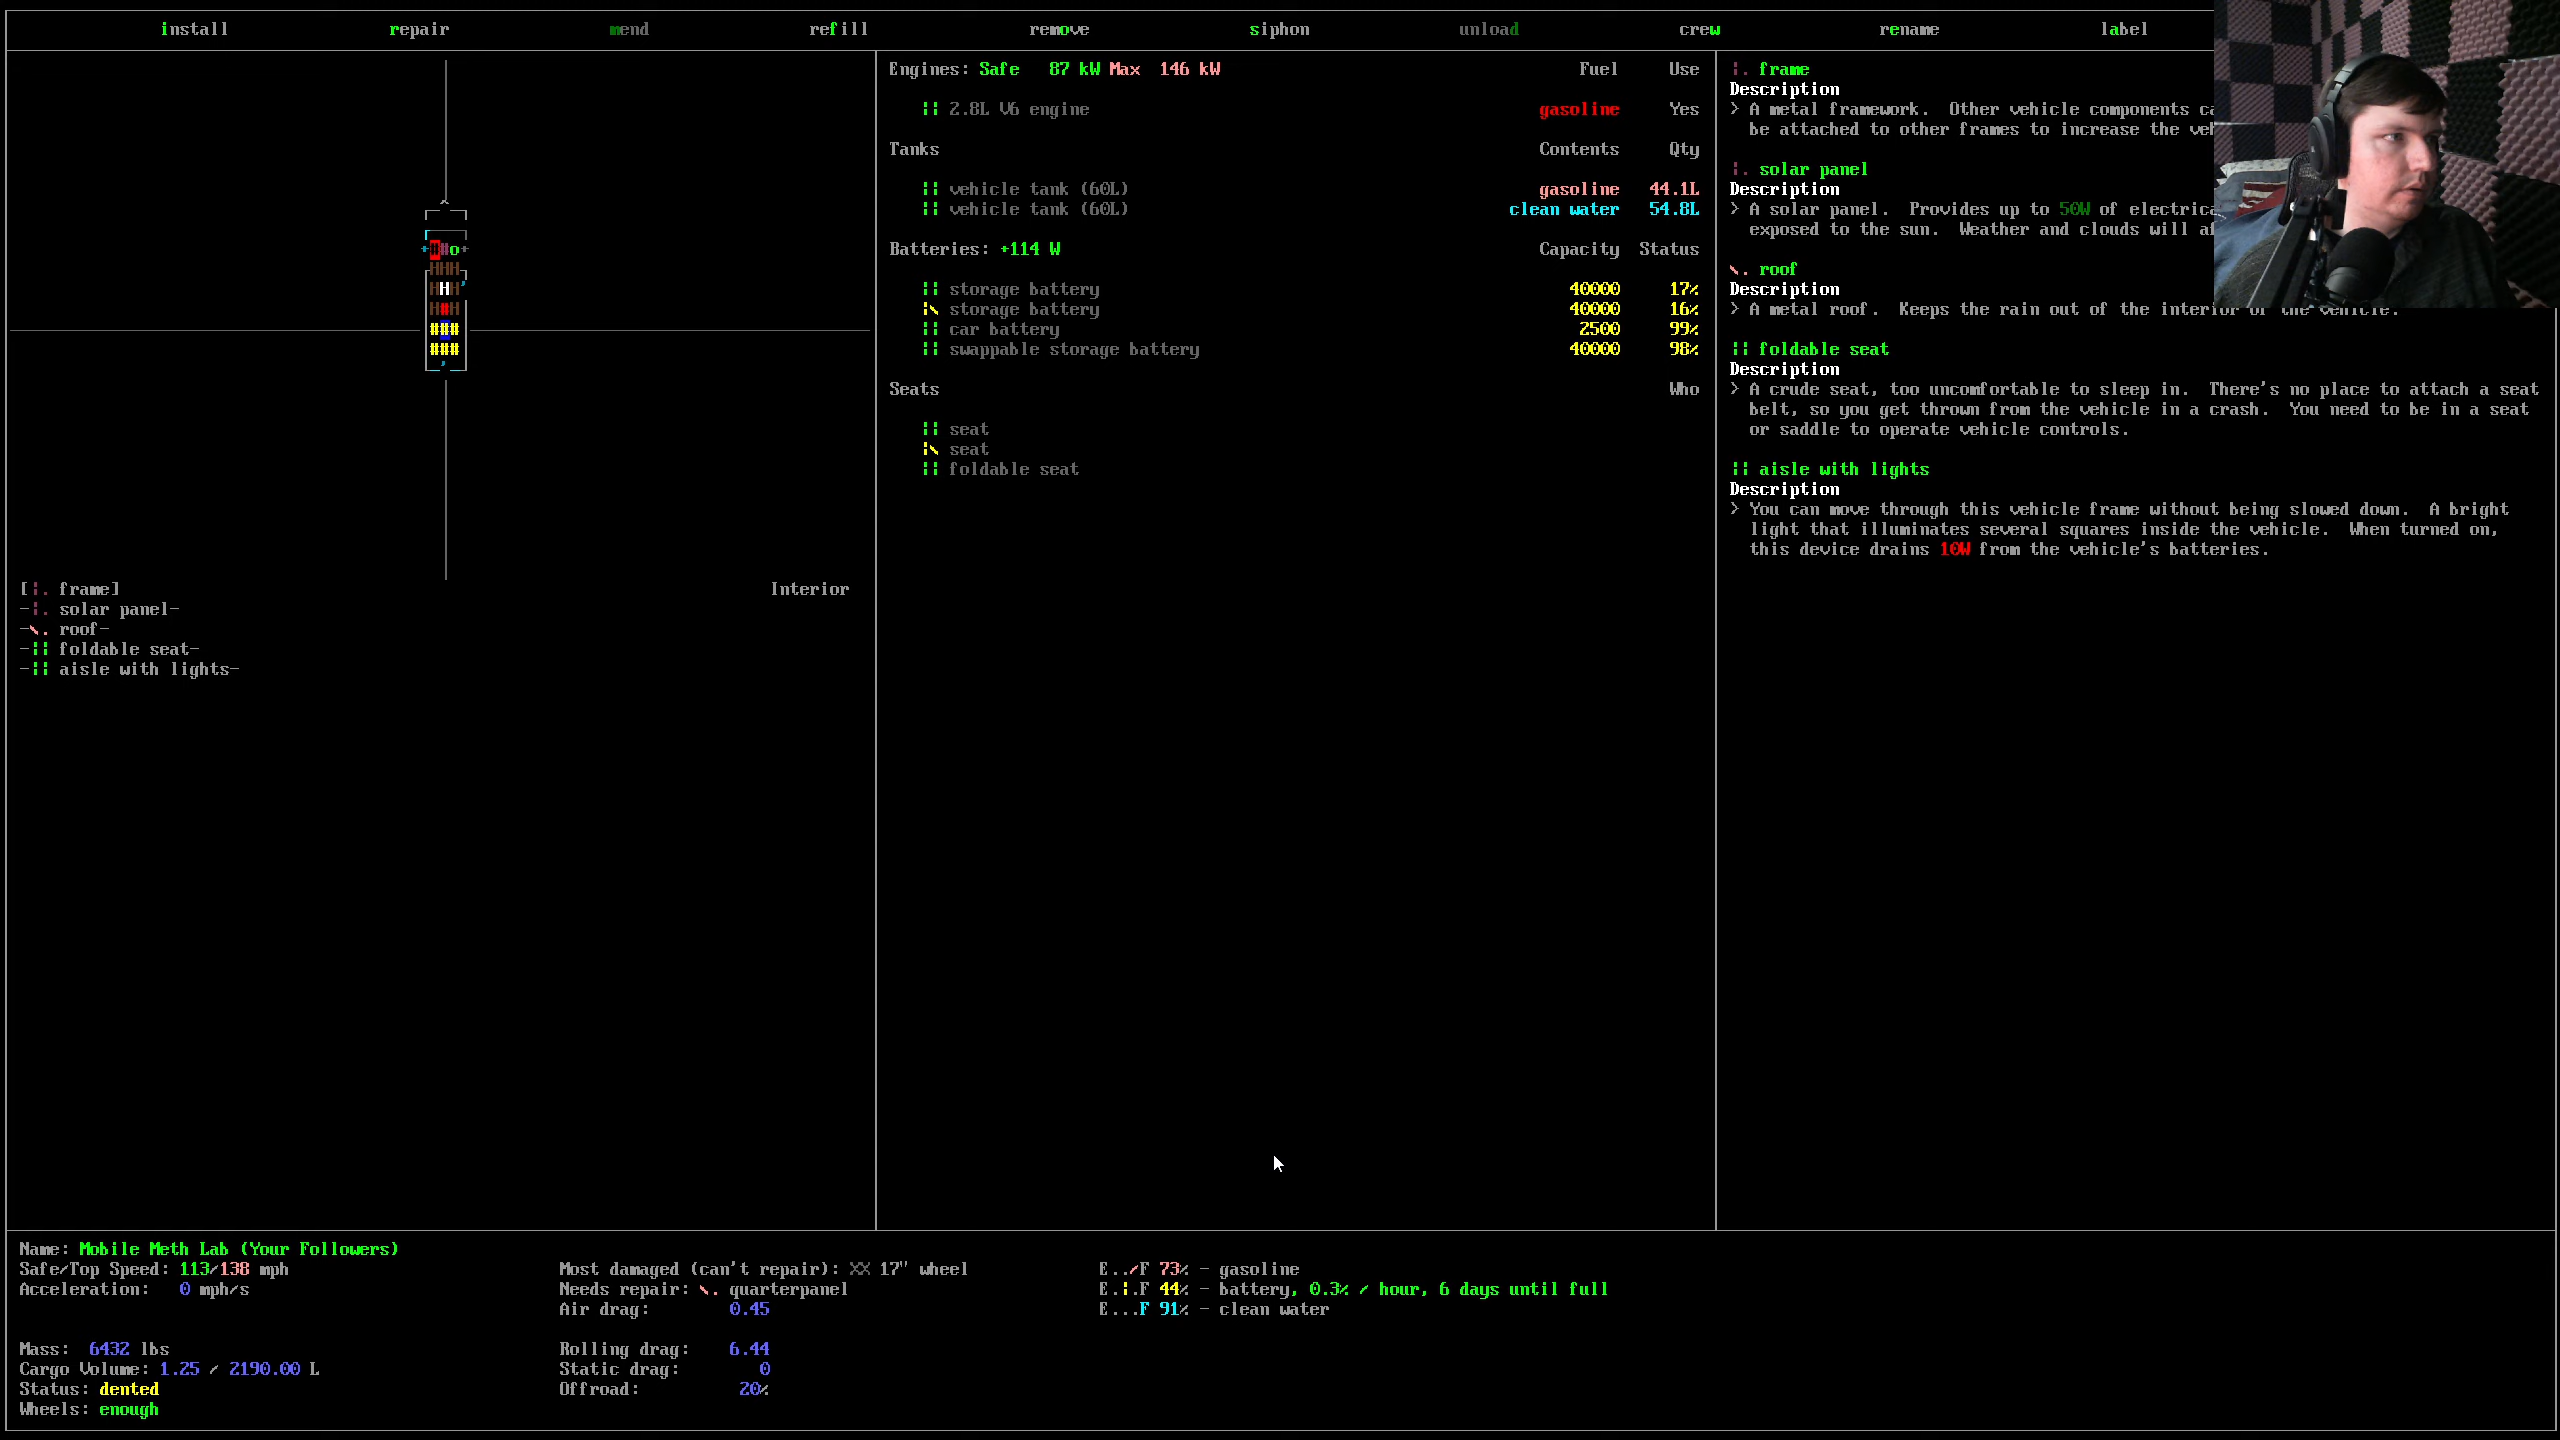 install repair mend refill remove siphon unload crew rename label
Engines: Safe 87 kW Max 146 kW Fuel Use
2.8L V6 engine gasoline Yes
Tanks Contents Qty
vehicle tank (60L) gasoline 44.1L
vehicle tank (60L) clean water 54.8L
Batteries: +114 W Capacity Status
storage battery 40000 17%
storage battery 40000 16%
car battery 2500 99%
swappable storage battery 40000 98%
Seats Who
seat
seat
foldable seat
[¦. frame] Interior
-¦. solar panel-
-\. roof-
-|| foldable seat-
-|| aisle with lights-
¦. frame
Description
> A metal framework. Other vehicle components
be attached to other frames to increase the
¦. solar panel
Description
> A solar panel. Provides up to 50W of
exposed to the sun. Weather and clouds will
\. roof
Description
> A metal roof. Keeps the rain out of the interior of the vehicle.
|| foldable seat
Description
> A crude seat, too uncomfortable to sleep in. There's no place to attach a seat
belt, so you get thrown from the vehicle in a crash. You need to be in a seat
or saddle to operate vehicle controls.
|| aisle with lights
Description
> You can move through this vehicle frame without being slowed down. A bright
light that illuminates several squares inside the vehicle. When turned on,
this device drains 10W from the vehicle's batteries.
Name: Mobile Meth Lab (Your Followers)
Safe/Top Speed: 113/138 mph
Acceleration: 0 mph/s
Mass: 6432 lbs
Cargo Volume: 1.25 / 2190.00 L
Status: dented
Wheels: enough
Most damaged (can't repair): XX 17" wheel
Needs repair: \. quarterpanel
Air drag: 0.45
Rolling drag: 6.44
Static drag: 0
Offroad: 20%
E../F 73% - gasoline
E.¦.F 44% - battery, 0.3% / hour, 6 days until full
E...F 91% - clean water